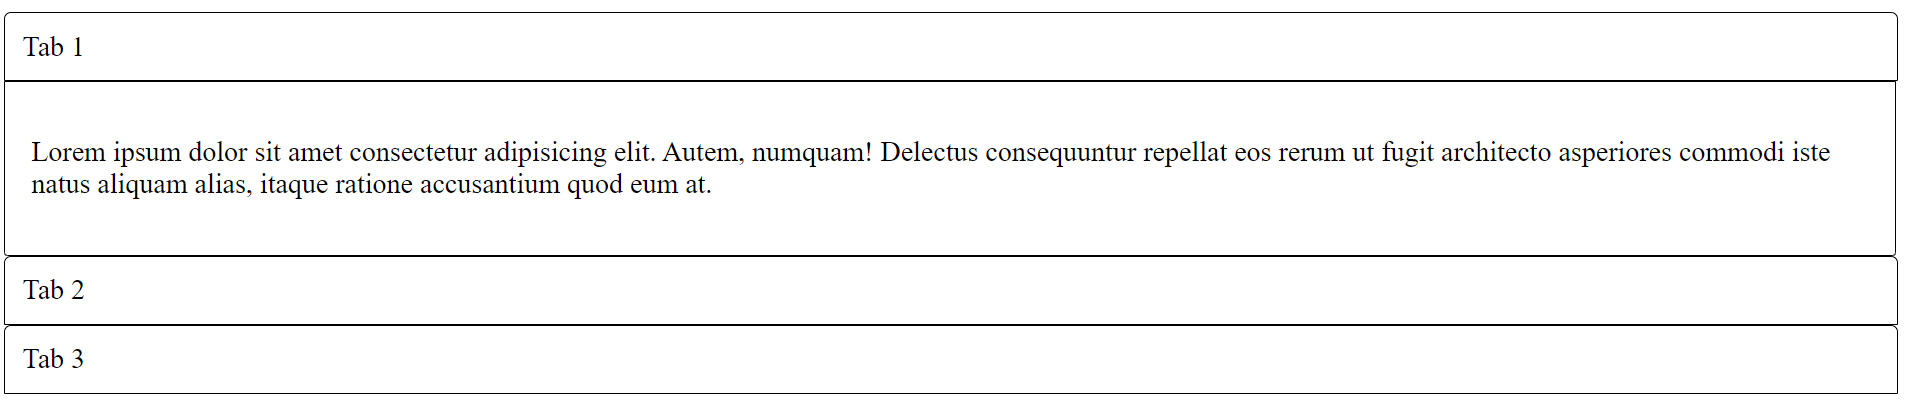 Tab 1
Lorem ipsum dolor sit amet consectetur adipisicing elit. Autem, numquam! Delectus consequuntur repellat eos rerum ut fugit architecto asperiores commodi iste
natus aliquam alias, itaque ratione accusantium quod eum at.
Tab 2
Tab 3